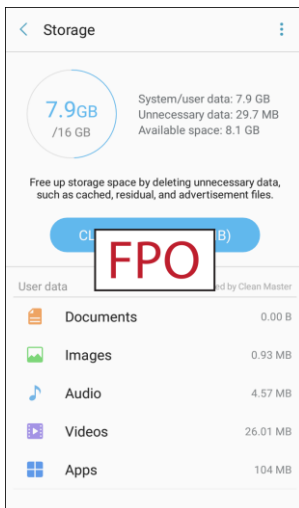 Storage
7.9GB
/16 GB
System/user data: 7.9 GB
Unnecessary data: 29.7 MB
Available space: 8.1 GB
Free up storage space by deleting unnecessary data,
such as cached, residual, and advertisement files.
FPO
User data by Clean Master
Documents 0.00 B
Images 0.93 MB
Audio 4.57 MB
Videos 26.01 MB
Apps 104 MB